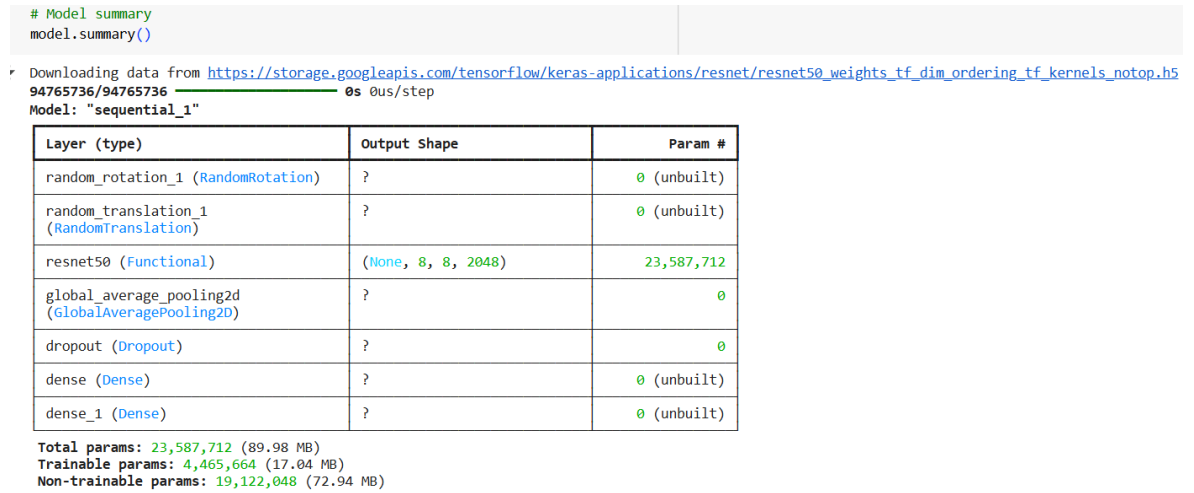 # Model summary
model.summary()
Downloading data from https://storage.googleapis.com/tensorflow/keras-applications/resnet/resnet50_weights_tf_dim_ordering_tf_kernels_notop.h5
94765736/94765736 ━━━━━━━━━━━━━━━━━━━━ 0s 0us/step
Model: "sequential_1"
Layer (type) Output Shape Param #
random_rotation_1 (RandomRotation) ? 0 (unbuilt)
random_translation_1 ? 0 (unbuilt)
(RandomTranslation)
resnet50 (Functional) (None, 8, 8, 2048) 23,587,712
global_average_pooling2d ? 0
(GlobalAveragePooling2D)
dropout (Dropout) ? 0
dense (Dense) ? 0 (unbuilt)
dense_1 (Dense) ? 0 (unbuilt)
Total params: 23,587,712 (89.98 MB)
Trainable params: 4,465,664 (17.04 MB)
Non-trainable params: 19,122,048 (72.94 MB)